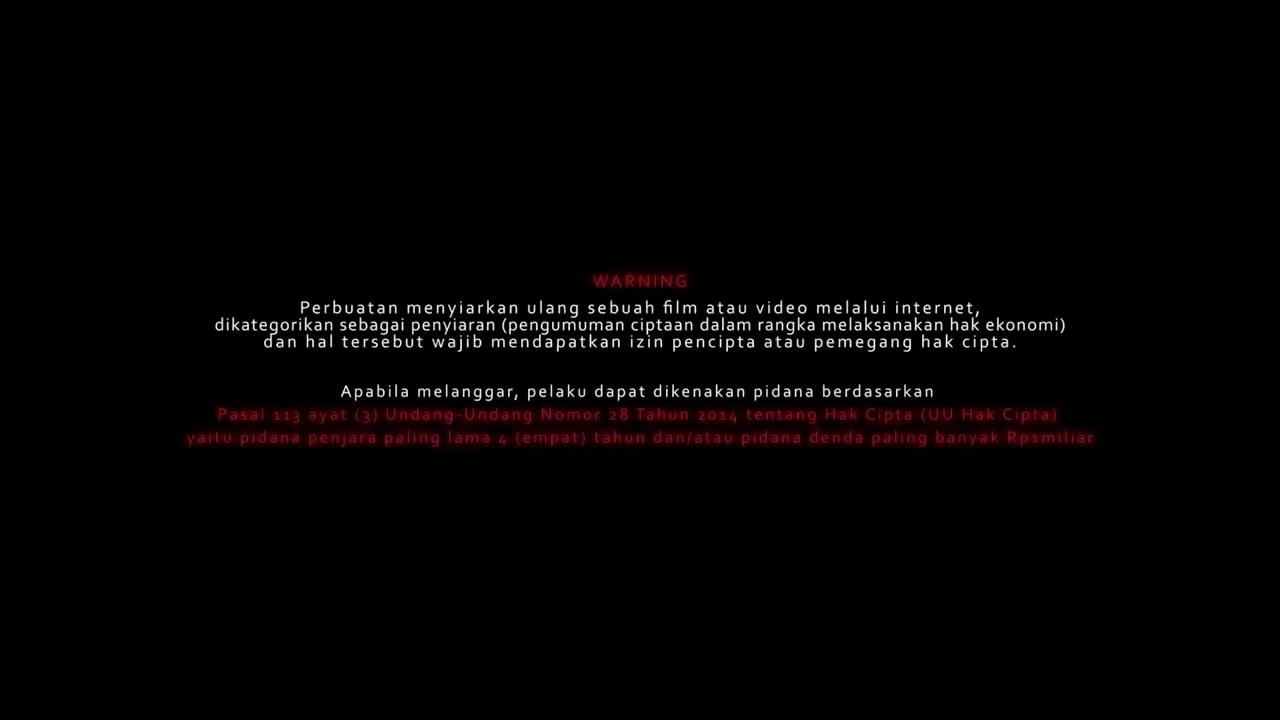 WARNING
Perbuatan menyiarkan ulang sebuah film atau video melalui internet,
dikategorikan sebagai penyiaran (pengumuman ciptaan dalam rangka melaksanakan hak ekonomi)
dan hal tersebut wajib mendapatkan izin pencipta atau pemegang hak cipta.
Apabila melanggar, pelaku dapat dikenakan pidana berdasarkan
Pasal 113 ayat (3) Undang-Undang Nomor 28 Tahun 2014 tentang Hak Cipta (UU Hak Cipta)
yaitu pidana penjara paling lama 4 (empat) tahun dan/atau pidana denda paling banyak Rp1miliar